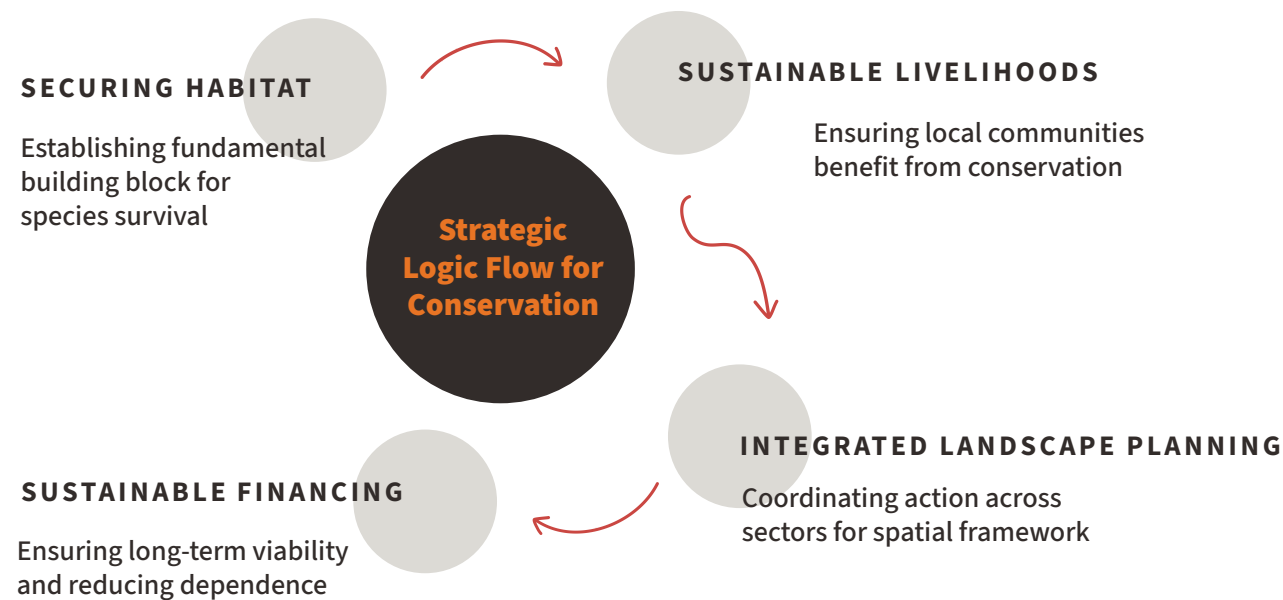 SECURING HABITAT
Establishing fundamental
building block for
species survival
SUSTAINABLE LIVELIHOODS
Ensuring local communities
benefit from conservation
Strategic
Logic Flow for
Conservation
INTEGRATED LANDSCAPE PLANNING
Coordinating action across
sectors for spatial framework
SUSTAINABLE FINANCING
Ensuring long-term viability
and reducing dependence